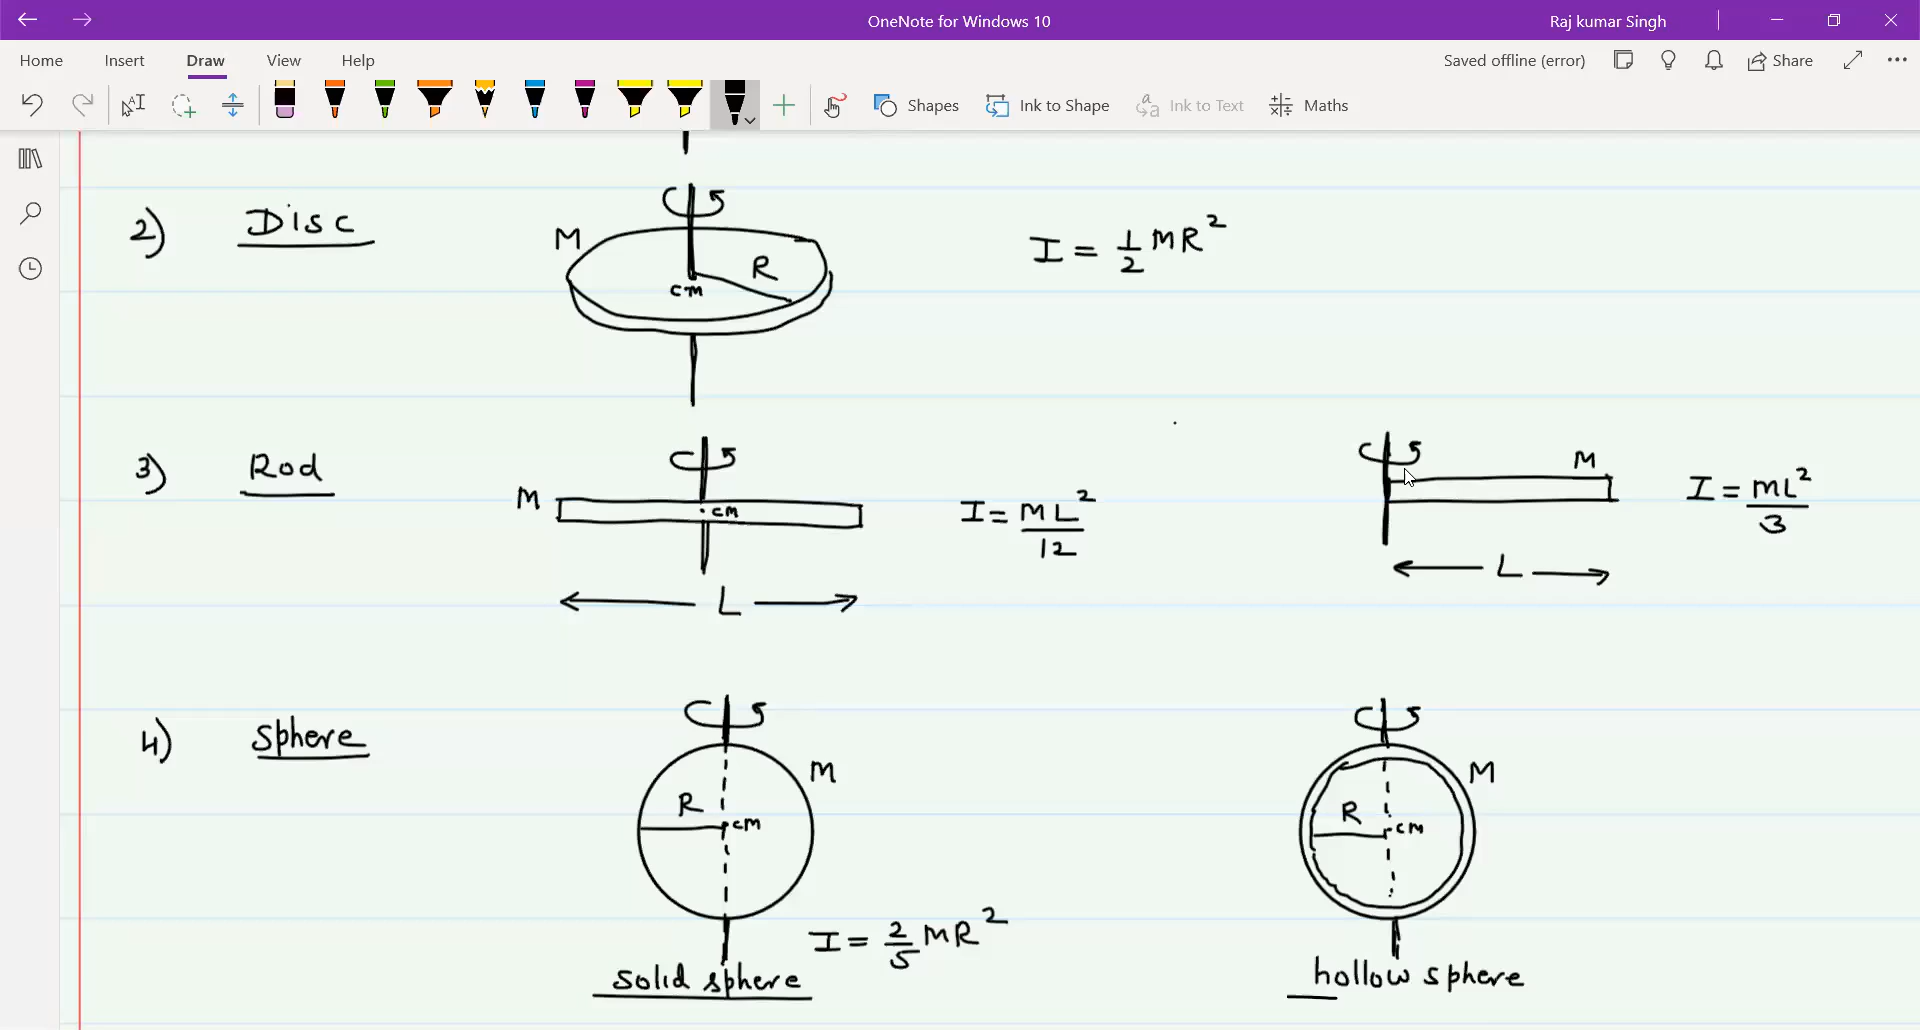 OneNote for Windows 10
Raj kumar Singh
Home Insert Draw View Help
Saved offline (error)
Share
Shapes
Ink to Shape
Ink to Text
Maths
2) Disc
M
R
cm
I = 1/2 MR²
3) Rod
M
cm
L
I = ML²/12
M
L
I = ML²/3
4) Sphere
M
R
cm
I = 2/5 MR²
solid sphere
M
R
cm
hollow sphere